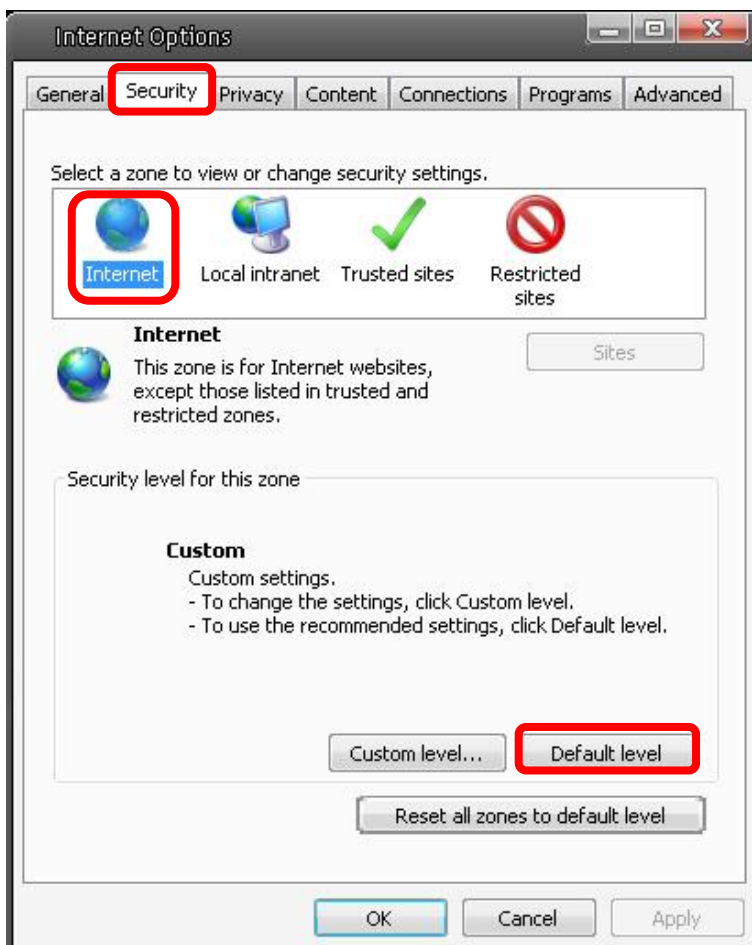 Internet Options
General Security Privacy Content Connections Programs Advanced
Select a zone to view or change security settings.
Internet Local intranet Trusted sites Restricted
sites
Internet
Sites
This zone is for Internet websites,
except those listed in trusted and
restricted zones.
Security level for this zone
Custom
Custom settings.
- To change the settings, click Custom level.
- To use the recommended settings, click Default level.
Custom level... Default level
Reset all zones to default level
OK Cancel Apply